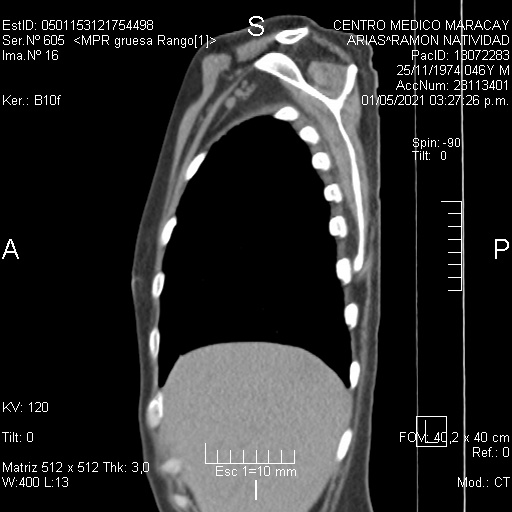 EstID: 0501153121754498
Ser.Nº 605 <MPR gruesa Rango[1]>
Ima.Nº 16
Ker.: B10f
S
CENTRO MEDICO MARACAY
ARIAS^RAMON NATIVIDAD
PacID: 13072283
25/11/1974 046Y M
AccNum: 23113401
01/05/2021 03:27:26 p.m.
Spin: -90
Tilt: 0
A
P
KV: 120
Tilt: 0
Matriz 512 x 512 Thk: 3,0
W:400 L:13
Esc 1=10 mm
I
FOV: 40,2 x 40 cm
Ref.: 0
Mod.: CT